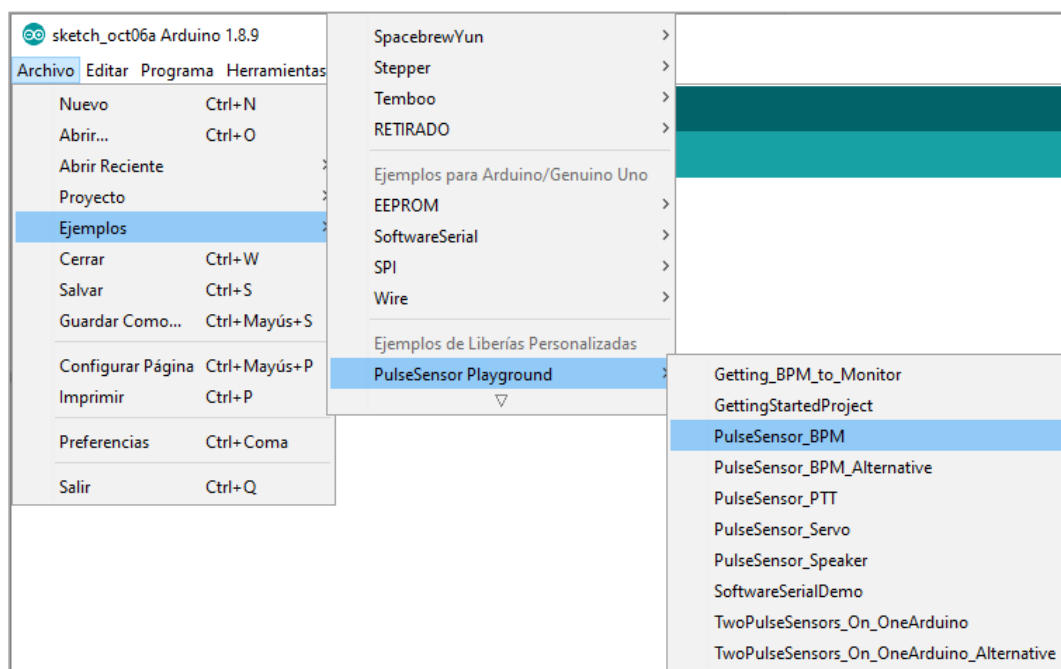 sketch_oct06a Arduino 1.8.9
Archivo Editar Programa Herramientas
Nuevo Ctrl+N
Abrir... Ctrl+O
Abrir Reciente
Proyecto
Ejemplos
Cerrar Ctrl+W
Salvar Ctrl+S
Guardar Como... Ctrl+Mayús+S
Configurar Página Ctrl+Mayús+P
Imprimir Ctrl+P
Preferencias Ctrl+Coma
Salir Ctrl+Q
SpacebrewYun
Stepper
Temboo
RETIRADO
Ejemplos para Arduino/Genuino Uno
EEPROM
SoftwareSerial
SPI
Wire
Ejemplos de Liberías Personalizadas
PulseSensor Playground
Getting_BPM_to_Monitor
GettingStartedProject
PulseSensor_BPM
PulseSensor_BPM_Alternative
PulseSensor_PTT
PulseSensor_Servo
PulseSensor_Speaker
SoftwareSerialDemo
TwoPulseSensors_On_OneArduino
TwoPulseSensors_On_OneArduino_Alternative